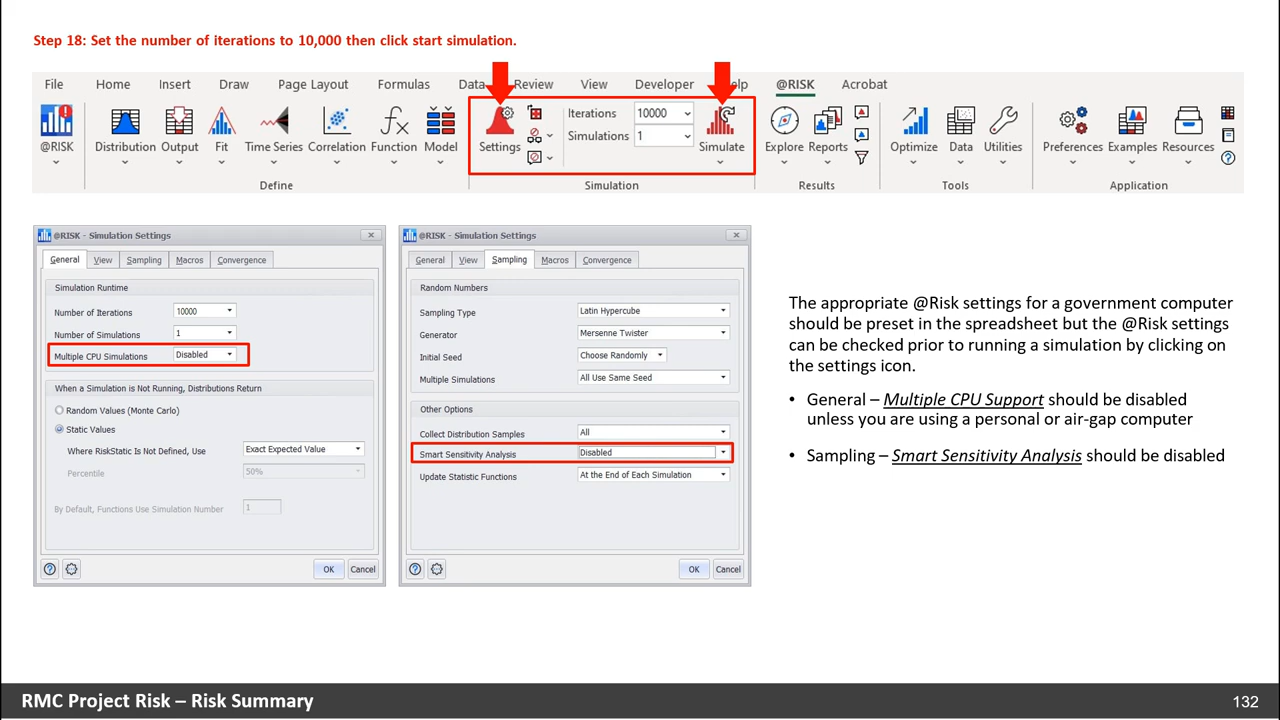 Step 18: Set the number of iterations to 10,000 then click start simulation.
File Home Insert Draw Page Layout Formulas Data Review View Developer Help @RISK Acrobat
Iterations 10000
Simulations 1
@RISK Distribution Output Fit Time Series Correlation Function Model Settings Simulate Explore Reports Optimize Data Utilities Preferences Examples Resources
Define Simulation Results Tools Application
@RISK - Simulation Settings
General View Sampling Macros Convergence
Simulation Runtime
Number of Iterations 10000
Number of Simulations 1
Multiple CPU Simulations Disabled
When a Simulation is Not Running, Distributions Return
Random Values (Monte Carlo)
Static Values
Where RiskStatic Is Not Defined, Use Exact Expected Value
Percentile 50%
By Default, Functions Use Simulation Number 1
OK Cancel
@RISK - Simulation Settings
General View Sampling Macros Convergence
Random Numbers
Sampling Type Latin Hypercube
Generator Mersenne Twister
Initial Seed Choose Randomly
Multiple Simulations All Use Same Seed
Other Options
Collect Distribution Samples All
Smart Sensitivity Analysis Disabled
Update Statistic Functions At the End of Each Simulation
OK Cancel
The appropriate @Risk settings for a government computer
should be preset in the spreadsheet but the @Risk settings
can be checked prior to running a simulation by clicking on
the settings icon.
• General – Multiple CPU Support should be disabled
unless you are using a personal or air-gap computer
• Sampling – Smart Sensitivity Analysis should be disabled
RMC Project Risk – Risk Summary
132